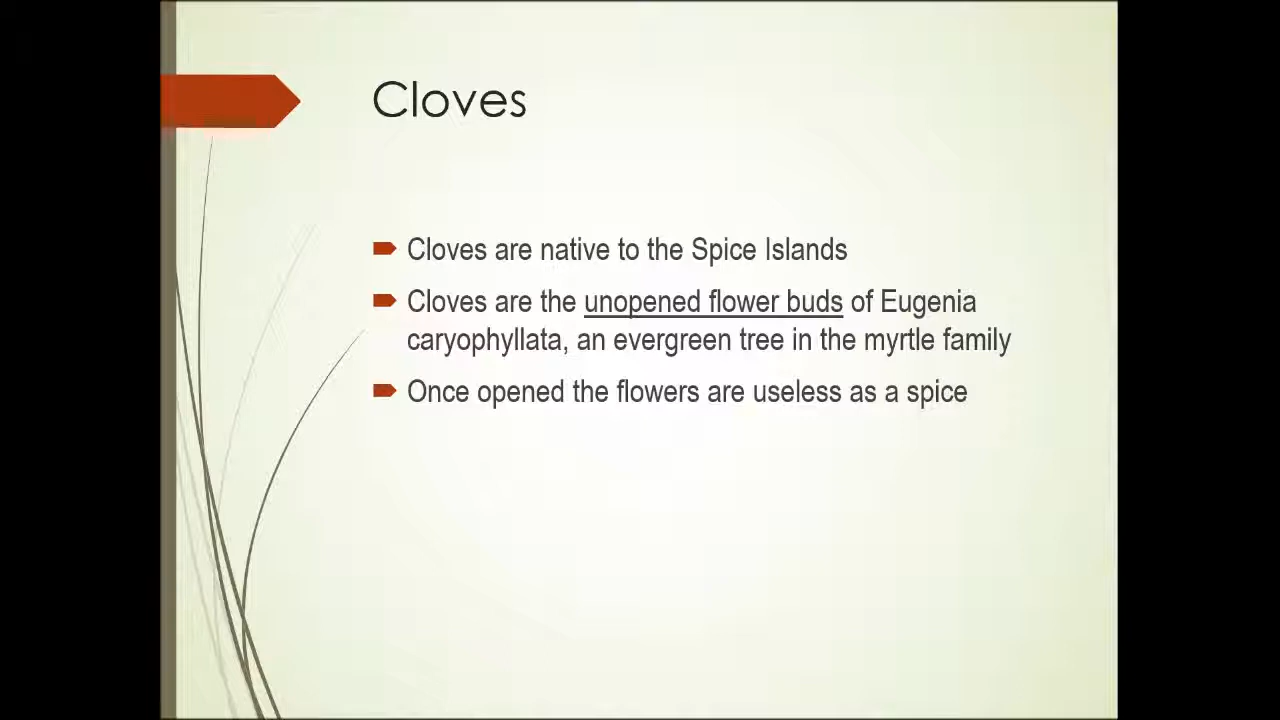 Cloves
Cloves are native to the Spice Islands
Cloves are the unopened flower buds of Eugenia
caryophyllata, an evergreen tree in the myrtle family
Once opened the flowers are useless as a spice